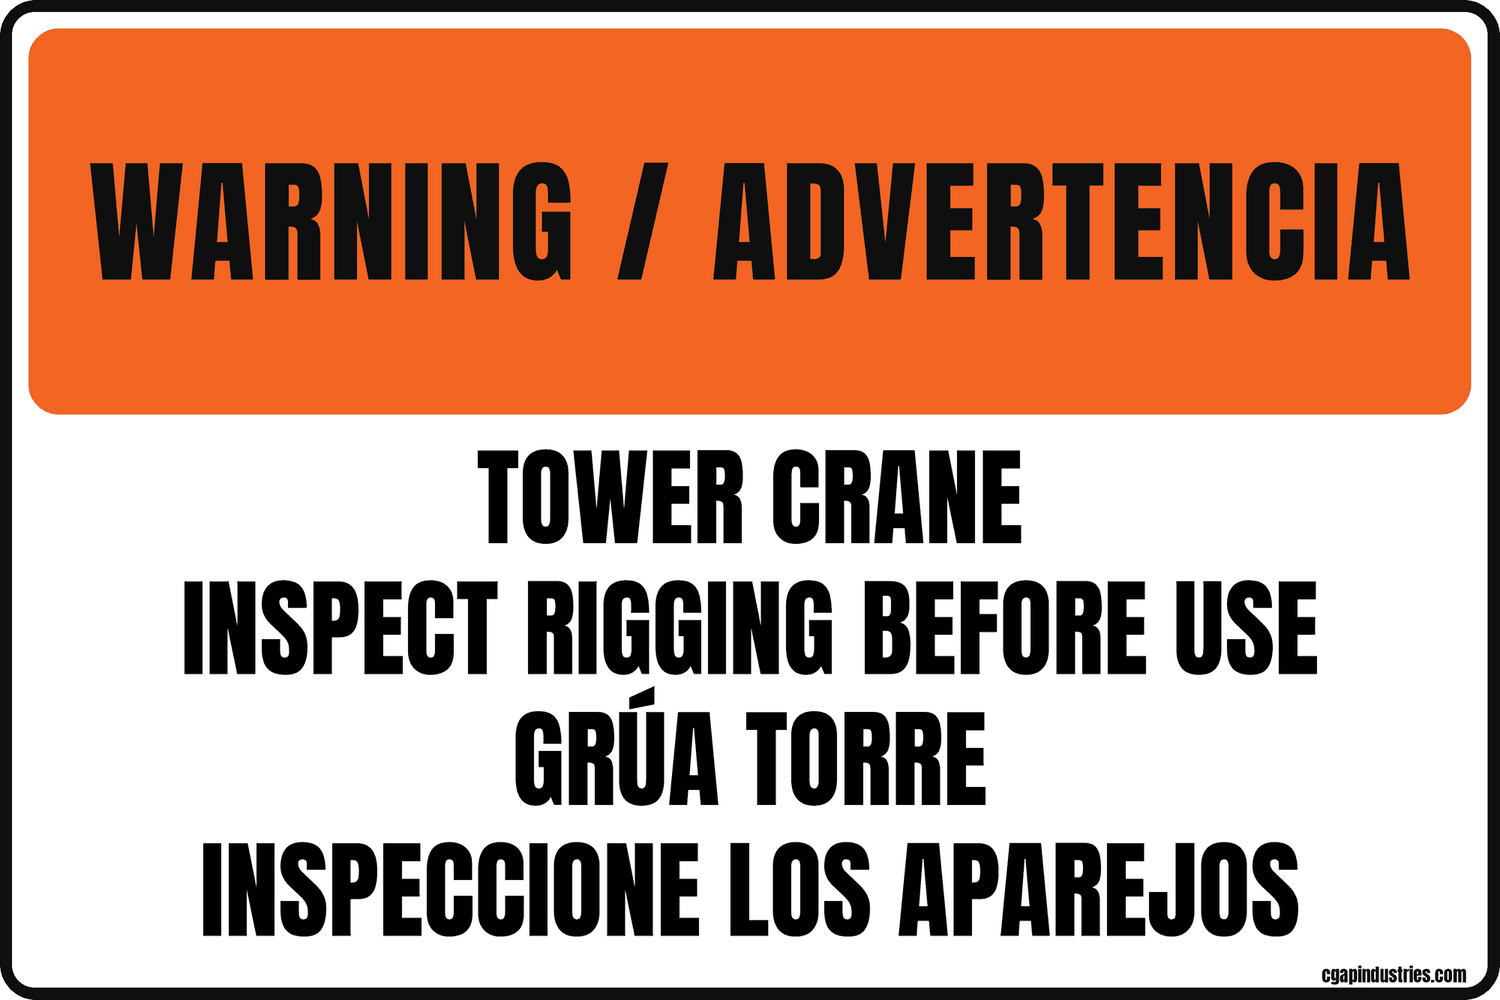 WARNING / ADVERTENCIA
TOWER CRANE
INSPECT RIGGING BEFORE USE
GRÚA TORRE
INSPECCIONE LOS APAREJOS
cgapindustries.com